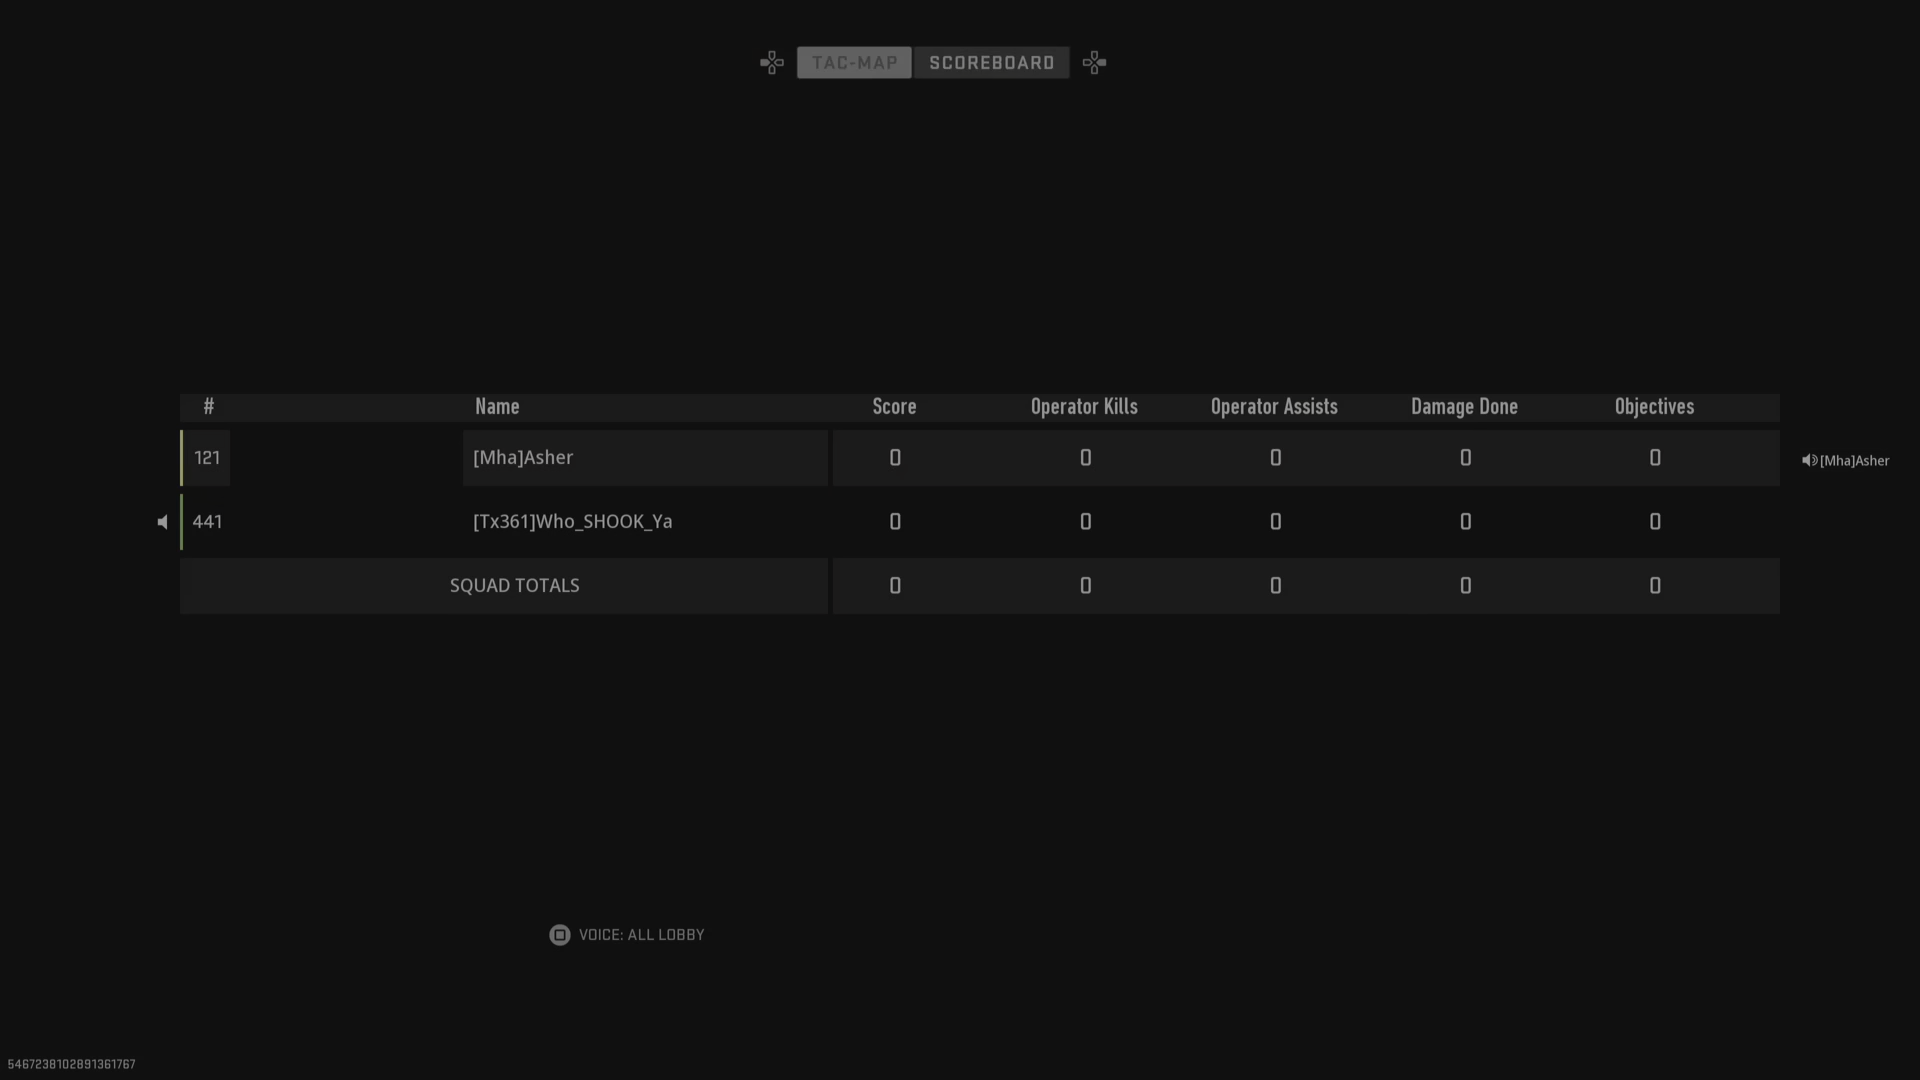 TAC-MAP SCOREBOARD
# Name Score Operator Kills Operator Assists Damage Done Objectives
121 [Mha]Asher 0 0 0 0 0
[Mha]Asher
441 [Tx361]Who_SHOOK_Ya 0 0 0 0 0
SQUAD TOTALS 0 0 0 0 0
VOICE: ALL LOBBY
5467238102891361767